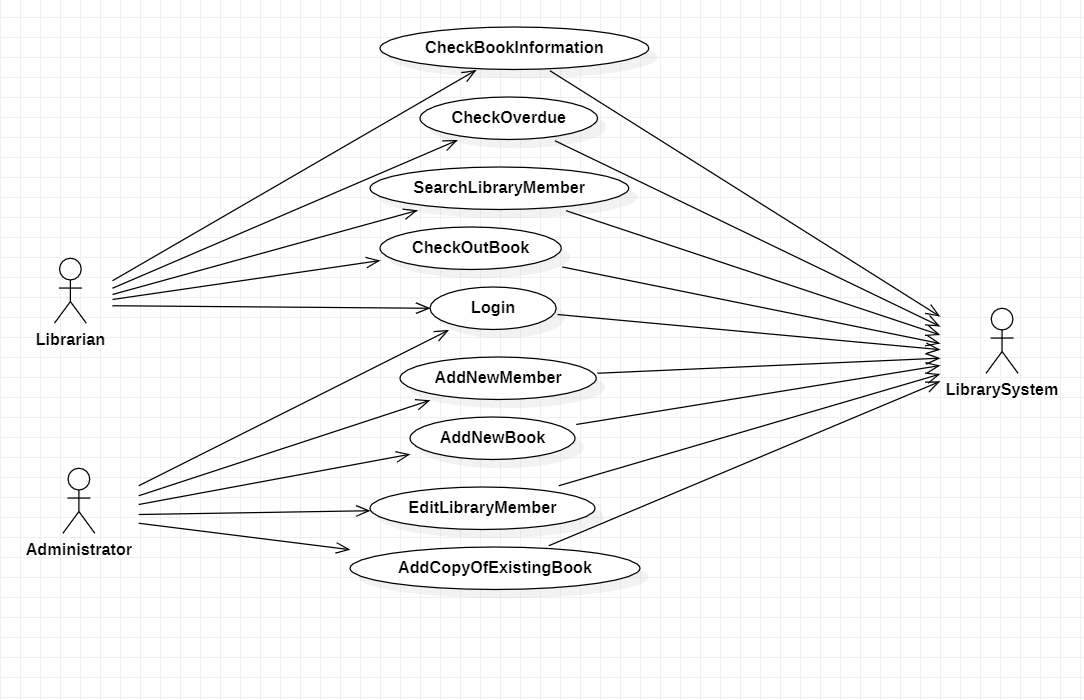 CheckBookInformation
CheckOverdue
SearchLibraryMember
CheckOutBook
Login
Librarian
AddNewMember
LibrarySystem
AddNewBook
EditLibraryMember
Administrator
AddCopyOfExistingBook